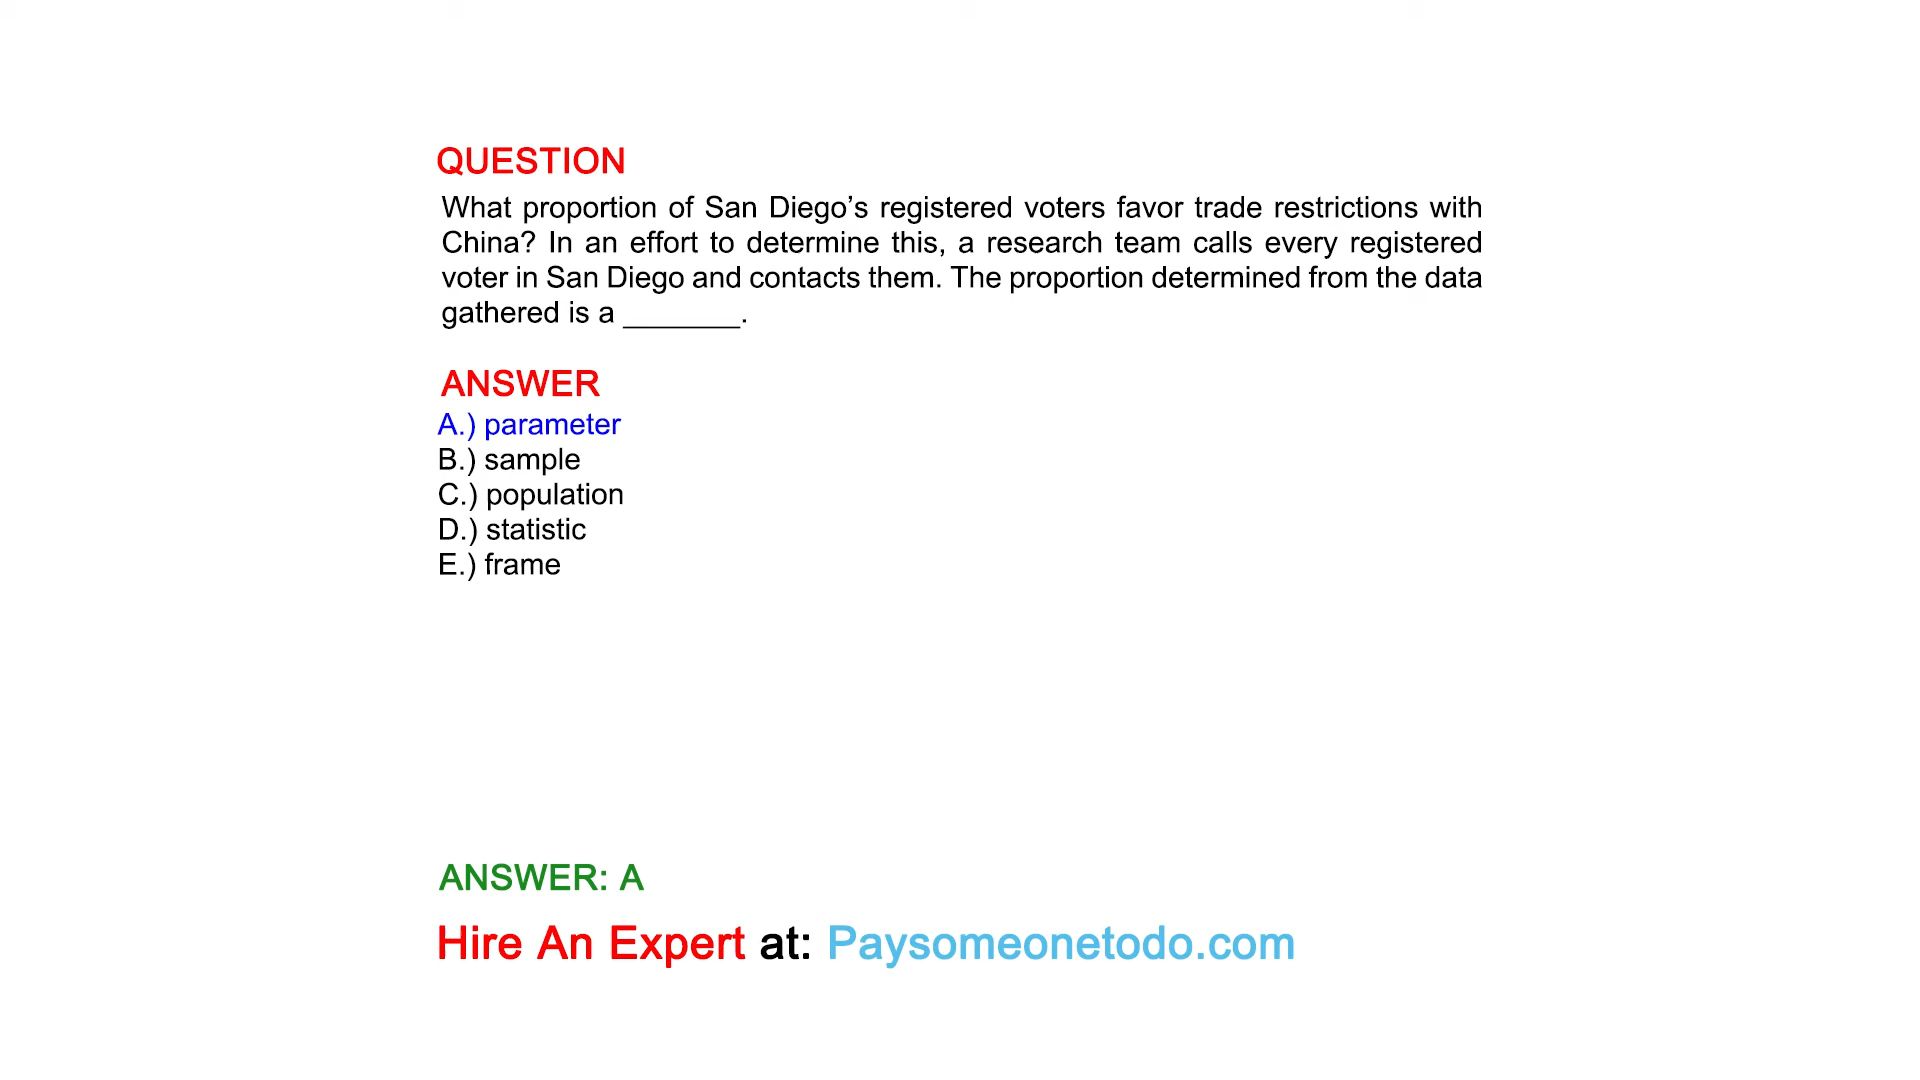 QUESTION
What proportion of San Diego’s registered voters favor trade restrictions with
China? In an effort to determine this, a research team calls every registered
voter in San Diego and contacts them. The proportion determined from the data
gathered is a _______.
ANSWER
A.) parameter
B.) sample
C.) population
D.) statistic
E.) frame
ANSWER: A
Hire An Expert at: Paysomeonetodo.com